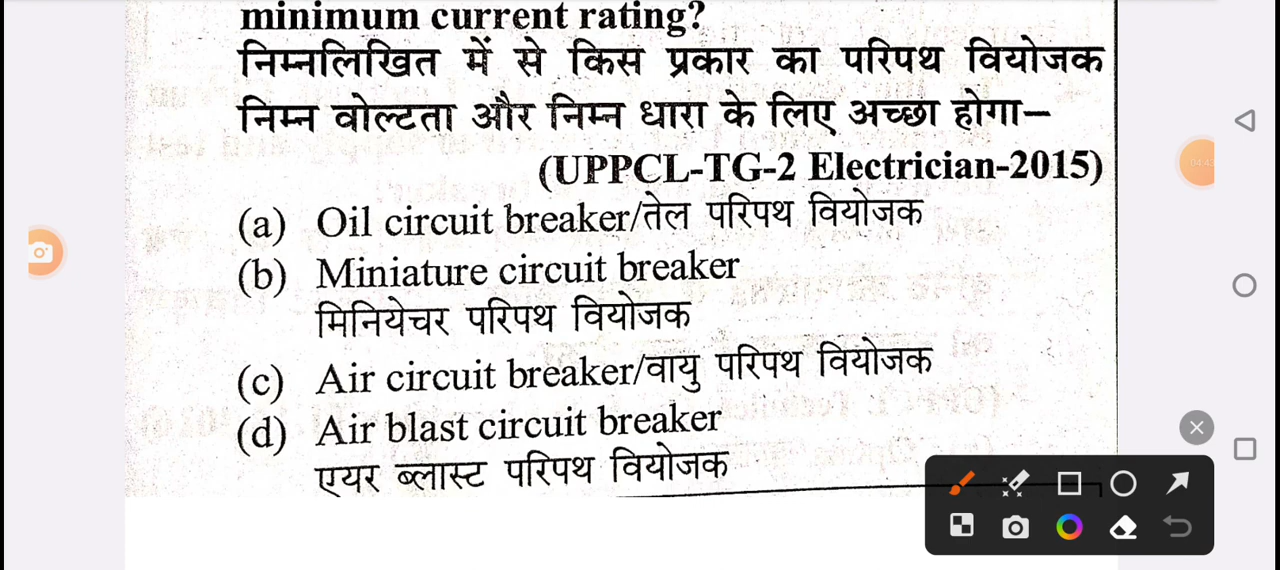 minimum current rating?
निम्नलिखित में से किस प्रकार का परिपथ वियोजक
निम्न वोल्टता और निम्न धारा के लिए अच्छा होगा–
(UPPCL-TG-2 Electrician-2015)
(a) Oil circuit breaker/तेल परिपथ वियोजक
(b) Miniature circuit breaker
मिनियेचर परिपथ वियोजक
(c) Air circuit breaker/वायु परिपथ वियोजक
(d) Air blast circuit breaker
एयर ब्लास्ट परिपथ वियोजक
04:43